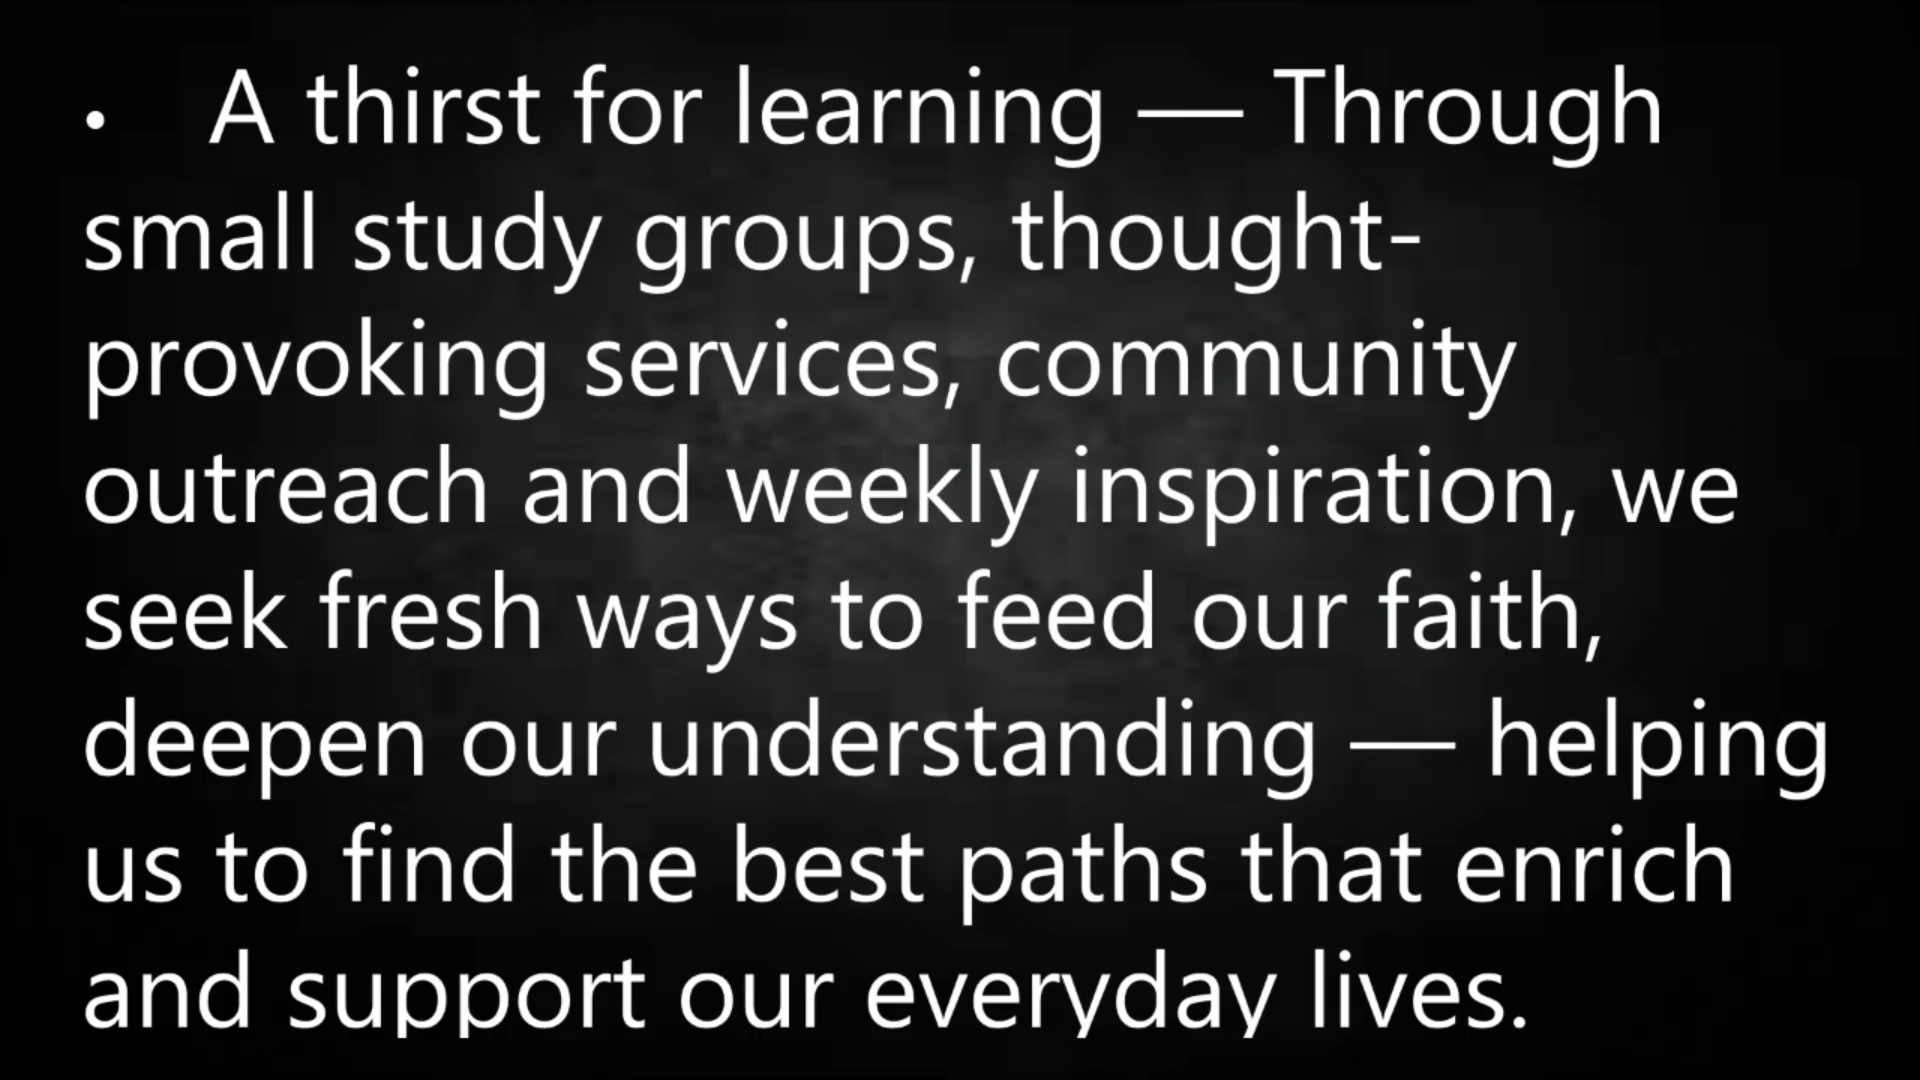 • A thirst for learning — Through
small study groups, thought-
provoking services, community
outreach and weekly inspiration, we
seek fresh ways to feed our faith,
deepen our understanding — helping
us to find the best paths that enrich
and support our everyday lives.